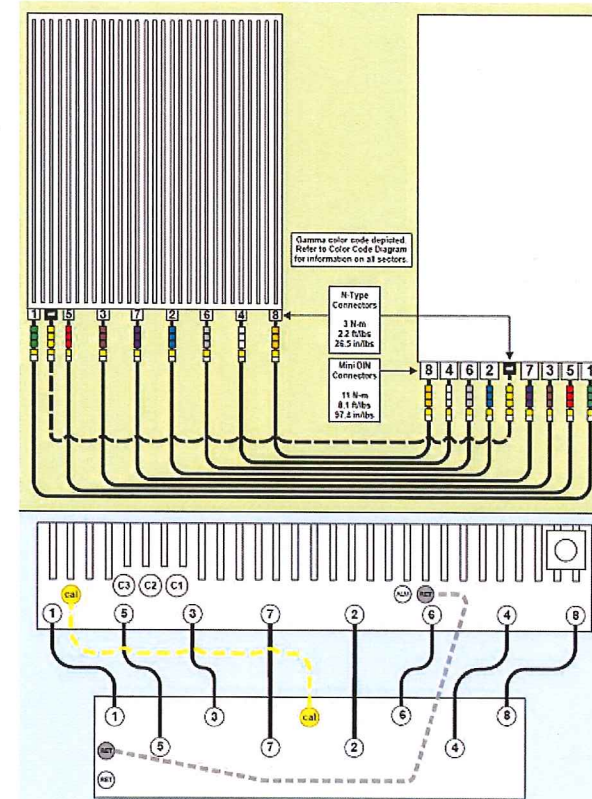 Gamma color code depicted.
Refer to Color Code Diagram
for information on all sectors.
N-Type
Connectors
3 N-m
2.2 ft/lbs
26.5 in/lbs
1 5 3 7 2 6 4 8
Mini DIN
Connectors
11 N-m
8.1 ft/lbs
97.4 in/lbs
8 4 6 2 7 3 5 1
C3 C2 C1
cal ALM RET
1 5 3 7 2 6 4 8
1 3 cal 6 8
5 7 2 4
RET
RET